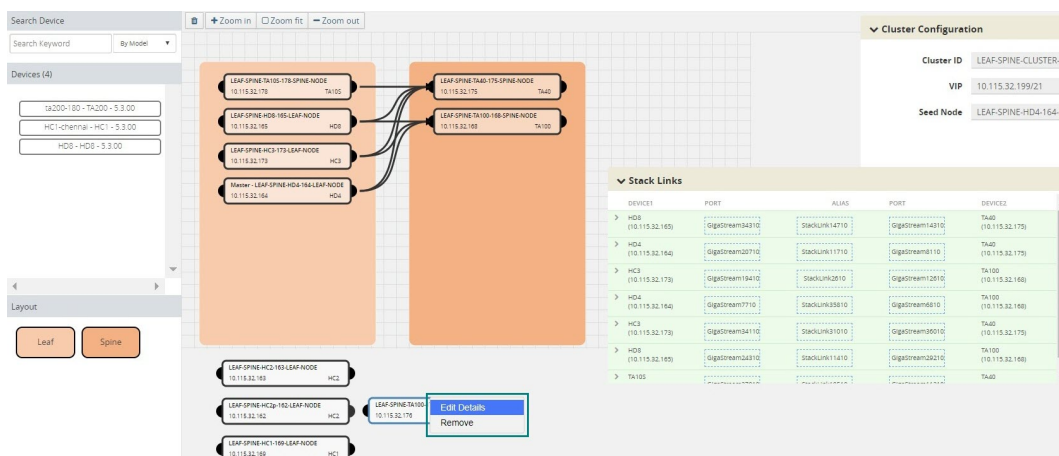 Search Device
Search Keyword
By Model
Devices (4)
ta200-180 - TA200 - 5.3.00
HC1-chennai - HC1 - 5.3.00
HD8 - HD8 - 5.3.00
Layout
Leaf
Spine
Zoom in
Zoom fit
Zoom out
LEAF-SPINE-TA10S-178-SPINE-NODE
10.115.32.178 TA10S
LEAF-SPINE-HD8-165-LEAF-NODE
10.115.32.165 HD8
LEAF-SPINE-HC3-173-LEAF-NODE
10.115.32.173 HC3
Master - LEAF-SPINE-HD4-164-LEAF-NODE
10.115.32.164 HD4
LEAF-SPINE-TA40-175-SPINE-NODE
10.115.32.175 TA40
LEAF-SPINE-TA100-168-SPINE-NODE
10.115.32.168 TA100
LEAF-SPINE-HC2-163-LEAF-NODE
10.115.32.163 HC2
LEAF-SPINE-HC2p-162-LEAF-NODE
10.115.32.162 HC2
LEAF-SPINE-HC1-169-LEAF-NODE
10.115.32.169 HC1
LEAF-SPINE-TA100-
10.115.32.176
Edit Details
Remove
Cluster Configuration
Cluster ID LEAF-SPINE-CLUSTER-
VIP 10.115.32.199/21
Seed Node LEAF-SPINE-HD4-164-
Stack Links
DEVICE1 PORT ALIAS PORT DEVICE2
HD8 (10.115.32.165) GigaStream34310 StackLink14710 GigaStream14310 TA40 (10.115.32.175)
HD4 (10.115.32.164) GigaStream20710 StackLink11710 GigaStream8110 TA40 (10.115.32.175)
HC3 (10.115.32.173) GigaStream19410 StackLink2610 GigaStream12610 TA100 (10.115.32.168)
HD4 (10.115.32.164) GigaStream7710 StackLink35810 GigaStream6810 TA100 (10.115.32.168)
HC3 (10.115.32.173) GigaStream34110 StackLink31010 GigaStream36010 TA40 (10.115.32.175)
HD8 (10.115.32.165) GigaStream24310 StackLink11410 GigaStream29210 TA100 (10.115.32.168)
TA10S TA40